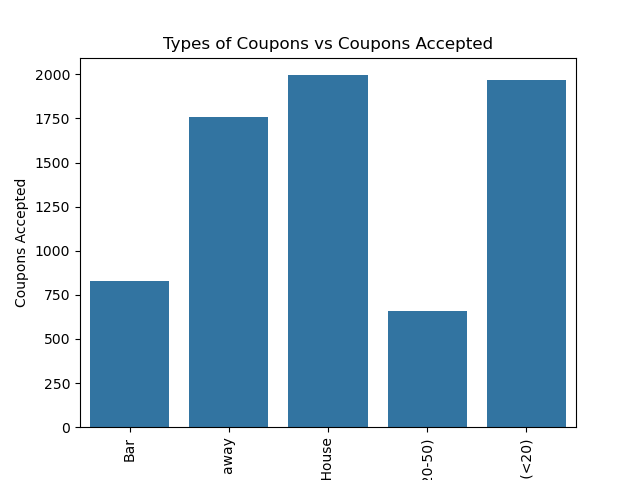 Types of Coupons vs Coupons Accepted
Coupons Accepted
2000
1750
1500
1250
1000
750
500
250
0
Bar
away
House
20-50)
(<20)